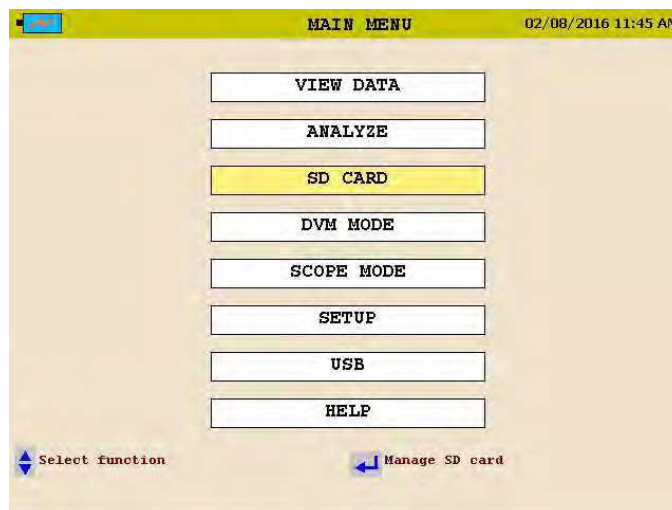 MAIN MENU 02/08/2016 11:45 AM
VIEW DATA
ANALYZE
SD CARD
DVM MODE
SCOPE MODE
SETUP
USB
HELP
Select function Manage SD card